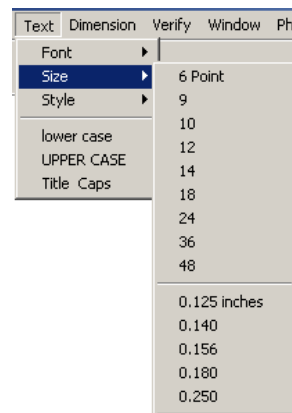 Text Dimension Verify Window Ph
Font
Size
Style
lower case
UPPER CASE
Title Caps
6 Point
9
10
12
14
18
24
36
48
0.125 inches
0.140
0.156
0.180
0.250